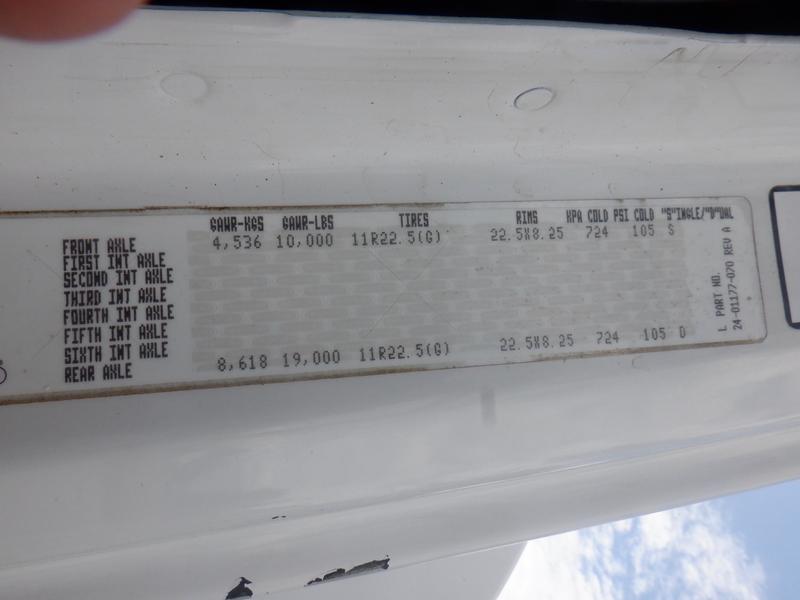 GAWR-KGS GAWR-LBS TIRES RIMS KPA COLD PSI COLD "S"INGLE/"D"UAL
FRONT AXLE 4,536 10,000 11R22.5(G) 22.5X8.25 724 105 S
FIRST INT AXLE
SECOND INT AXLE
THIRD INT AXLE
FOURTH INT AXLE
FIFTH INT AXLE
SIXTH INT AXLE
REAR AXLE 8,618 19,000 11R22.5(G) 22.5X8.25 724 105 D
L PART NO.
24-01177-070 REV A